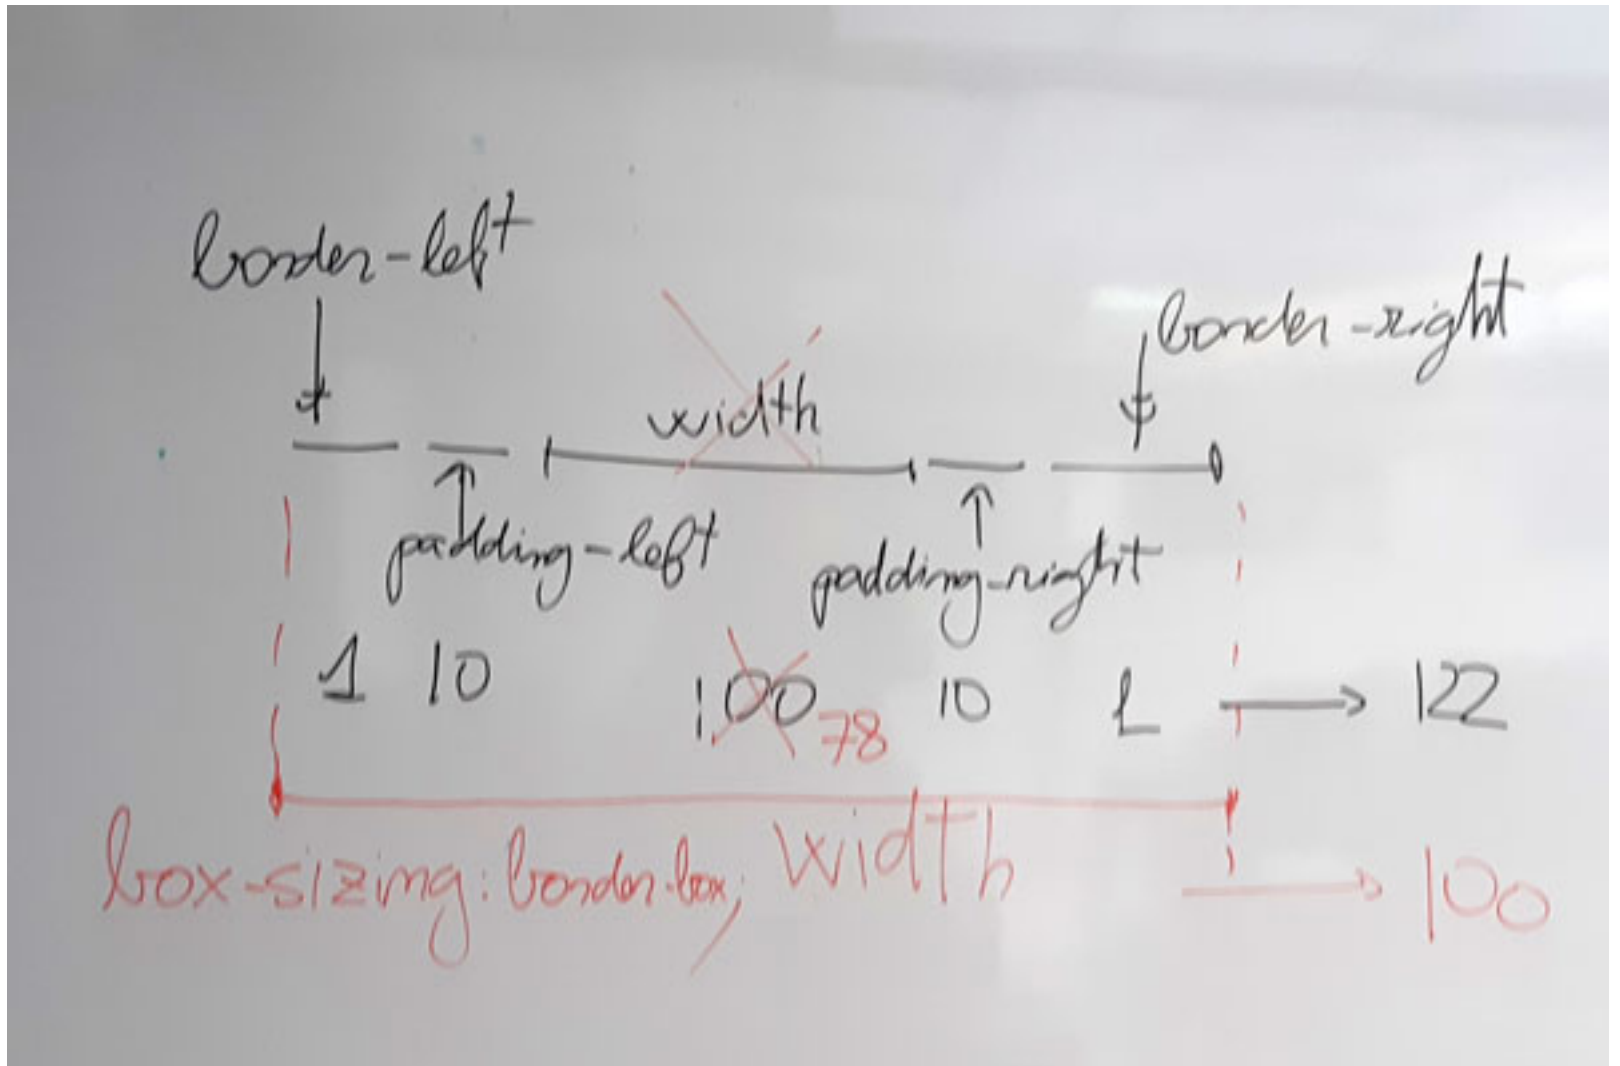 border-left
border-right
width
padding-left
padding-right
1 10 100 78 10 1 → 122
box-sizing: border-box; width → 100